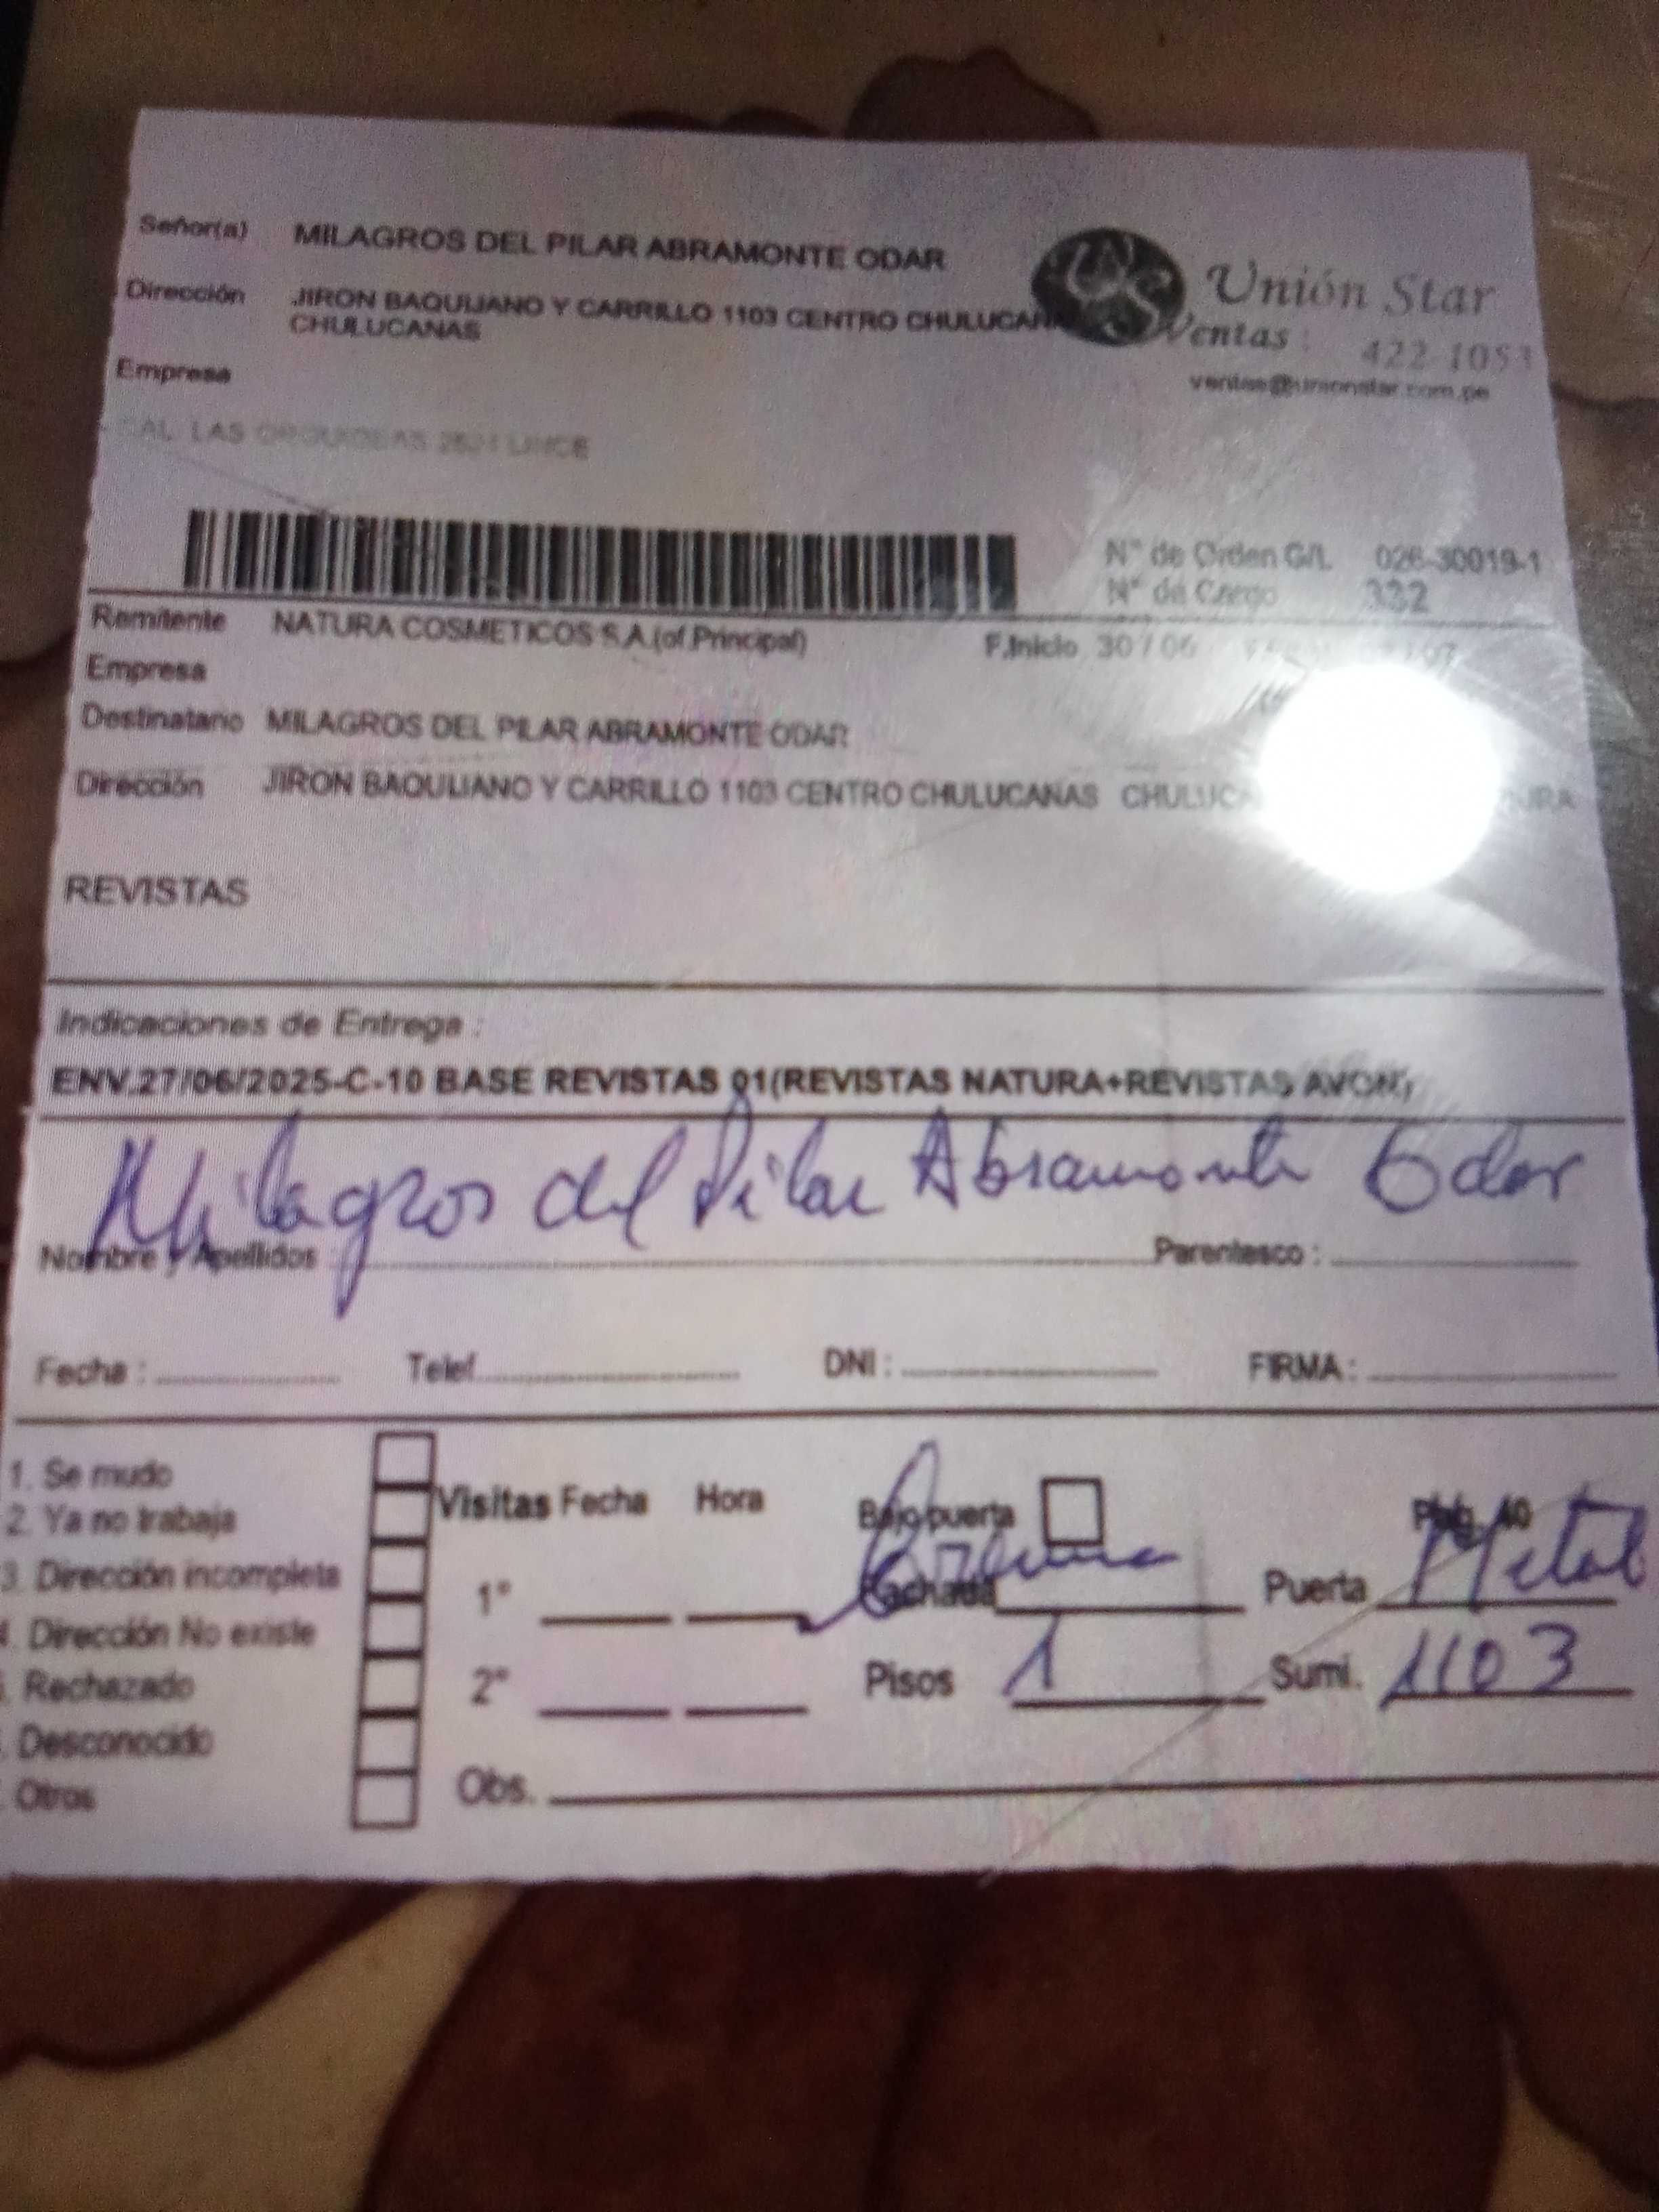 Señor(a) MILAGROS DEL PILAR ABRAMONTE ODAR
Dirección JIRON BAQUIJANO Y CARRILLO 1103 CENTRO CHULUCANA
CHULUCANAS
Unión Star
Ventas : 422-1053
ventas@unionstar.com.pe
Empresa
CAL. LAS ORQUIDEAS LINCE
N° de Orden G/L 026-30019-1
N° de Cargo 332
Remitente NATURA COSMETICOS S.A.(of.Principal) F.Inicio 30 / 06
Empresa
Destinatario MILAGROS DEL PILAR ABRAMONTE ODAR
Dirección JIRON BAQUIJANO Y CARRILLO 1103 CENTRO CHULUCANAS
REVISTAS
Indicaciones de Entrega :
ENV.27/06/2025-C-10 BASE REVISTAS 01(REVISTAS NATURA+REVISTAS AVON)
Milagros del Pilar Abramonte Odar
Nombre y Apellidos : Parentesco :
Fecha : Telef. DNI : FIRMA :
1. Se mudo
2. Ya no trabaja
3. Dirección incompleta
. Dirección No existe
. Rechazado
. Desconocido
. Otros
Visitas Fecha Hora
1°
2°
Obs.
Bajo puerta
Fachada Puerta Metal
Pisos 1 Sumi. 1103